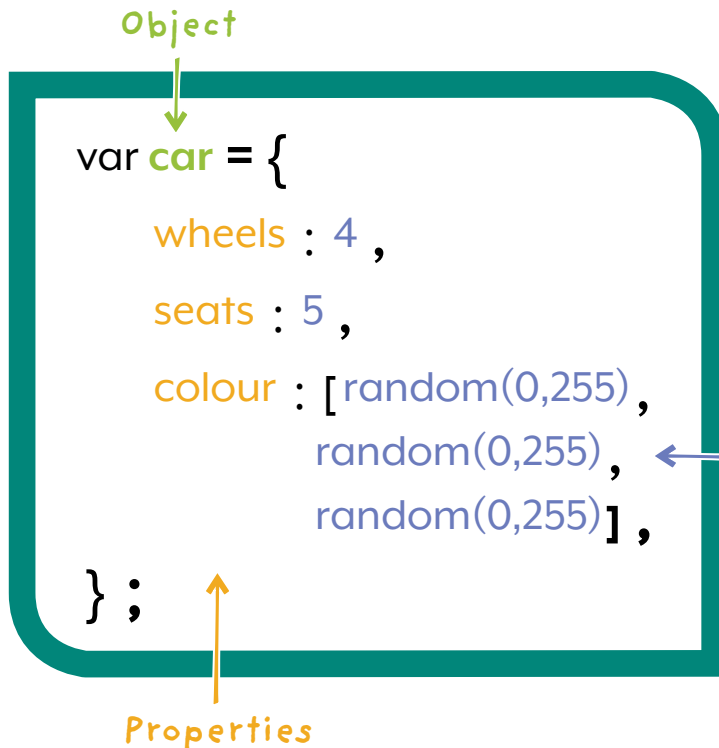 Object
var car = {
wheels : 4 ,
seats : 5 ,
colour : [random(0,255) ,
random(0,255) ,
random(0,255)] ,
} ;
Properties